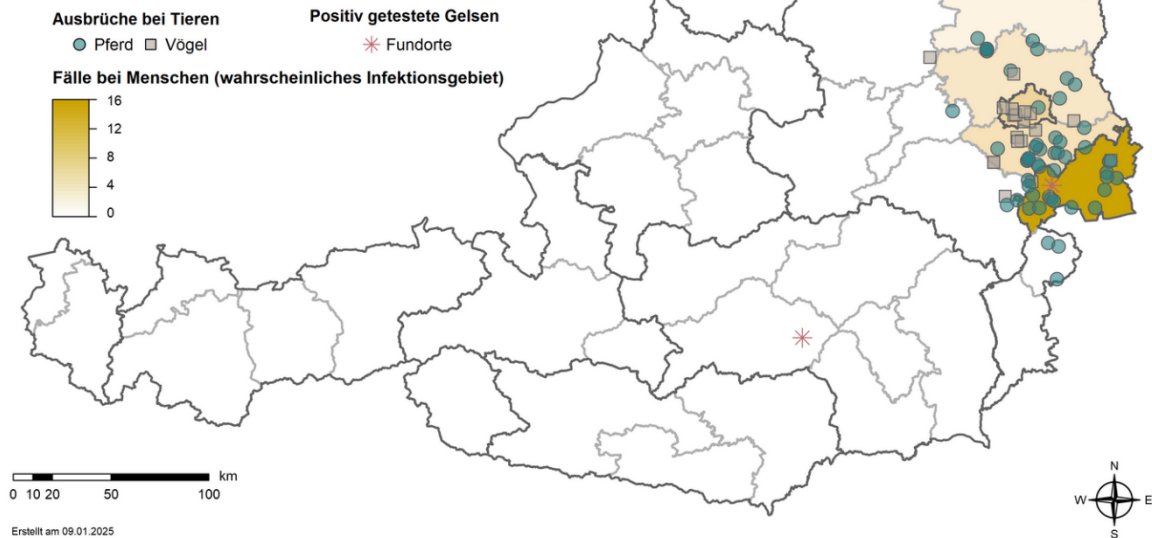 Ausbrüche bei Tieren
Pferd Vögel
Positiv getestete Gelsen
Fundorte
Fälle bei Menschen (wahrscheinliches Infektionsgebiet)
16
12
8
4
0
km
0 10 20 50 100
Erstellt am 09.01.2025
N
W E
S